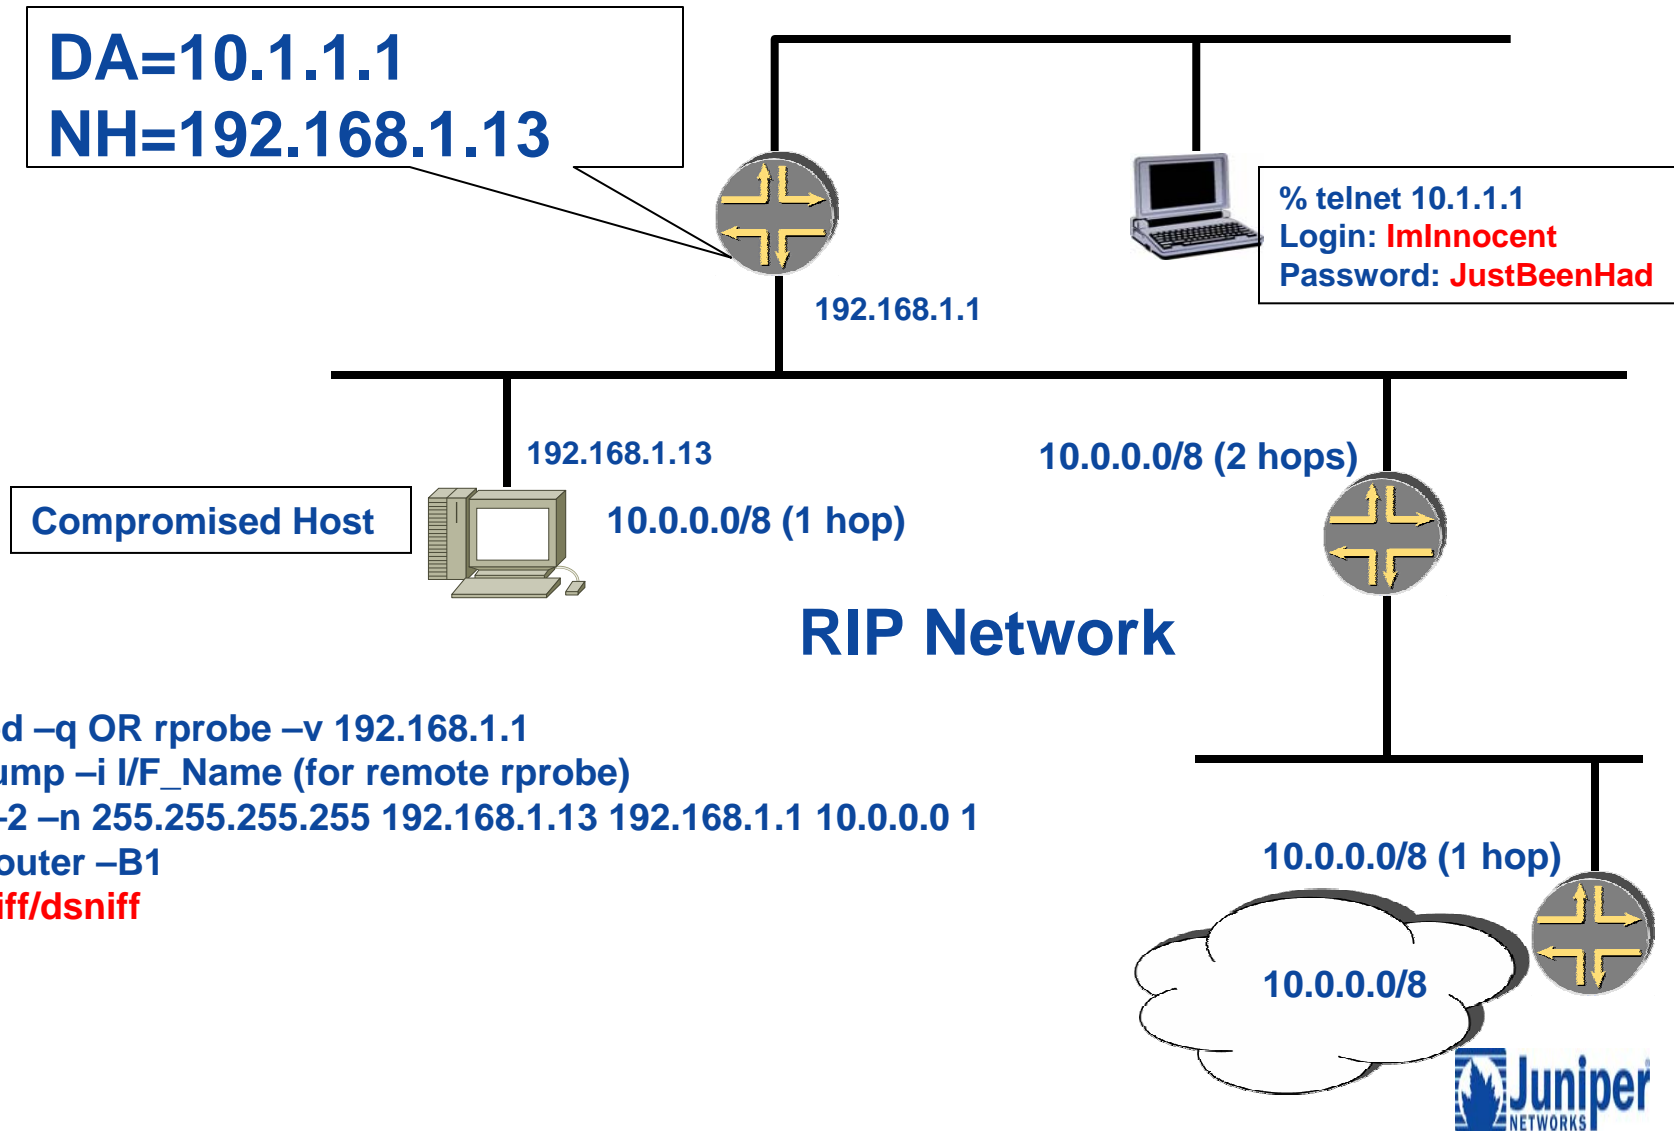 DA=10.1.1.1
NH=192.168.1.13
% telnet 10.1.1.1
Login: ImInnocent
Password: JustBeenHad
192.168.1.1
192.168.1.13
10.0.0.0/8 (2 hops)
Compromised Host
10.0.0.0/8 (1 hop)
RIP Network
d –q OR rprobe –v 192.168.1.1
ump –i I/F_Name (for remote rprobe)
–2 –n 255.255.255.255 192.168.1.13 192.168.1.1 10.0.0.0 1
outer –B1
iff/dsniff
10.0.0.0/8 (1 hop)
10.0.0.0/8
Juniper
NETWORKS